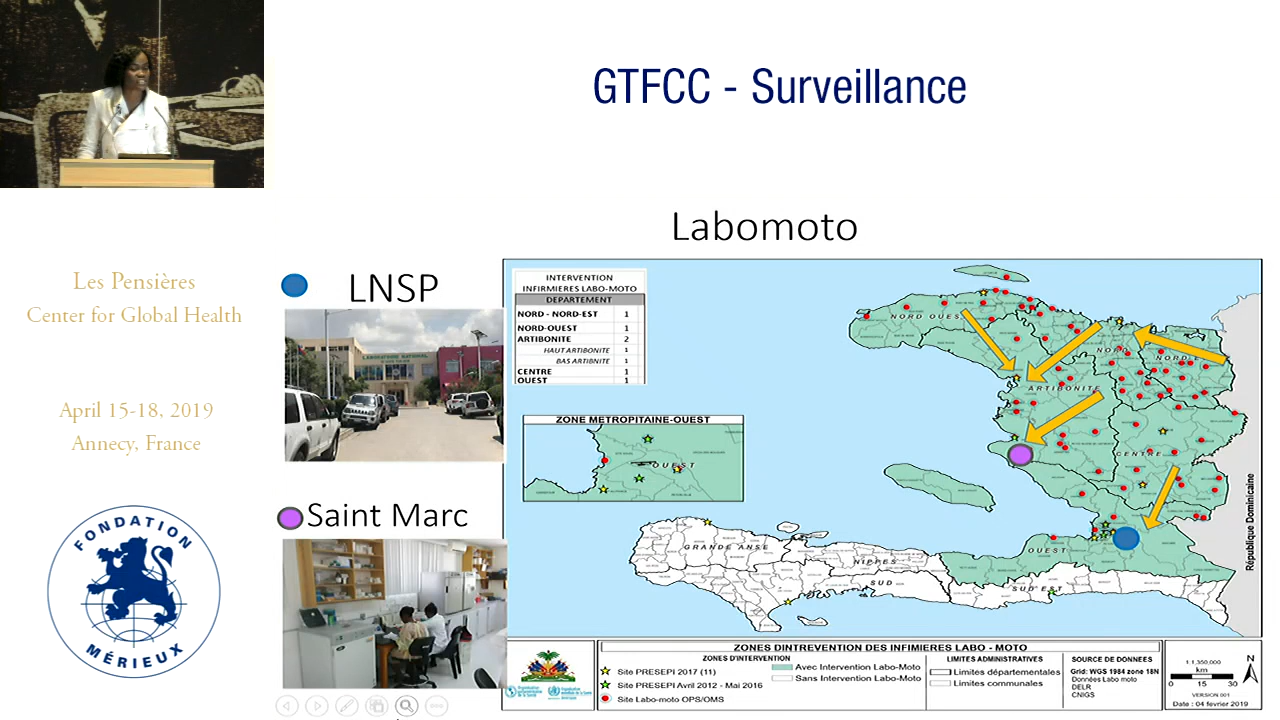 GTFCC - Surveillance
Les Pensières
Center for Global Health
April 15-18, 2019
Annecy, France
FONDATION
MÉRIEUX
Labomoto
LNSP
LABORATOIRE NATIONAL
Saint Marc
INTERVENTION
INFIRMIERES LABO-MOTO
DEPARTEMENT
NORD - NORD-EST 1
NORD-OUEST 1
ARTIBONITE 2
HAUT ARTIBONITE 1
BAS ARTIBNITE 1
CENTRE 1
OUEST 1
ZONE METROPITAINE-OUEST
OUEST
NORD OUEST
NORD
NORD E
ARTIBONITE
CENTRE
OUEST
GRANDE ANSE
NIPPES
SUD
SUD EST
République Dominicaine
ZONES DINTREVENTION DES INFIMIERES LABO - MOTO
ZONES D'INTERVENTION
Site PRESEPI 2017 (11)
Site PRESEPI Avril 2012 - Mai 2016
Site Labo-moto OPS/OMS
Avec Intervention Labo-Moto
Sans Intervention Labo-Moto
LIMITES ADMINISTRATIVES
Limites départementales
Limites communales
SOURCE DE DONNEES
Grid: WGS 1984 zone 18N
Données Labo moto
DELR
CNIGS
1:1,350,000
km
0 15 30
N
VERSION 001
Date : 04 fevrier 2019